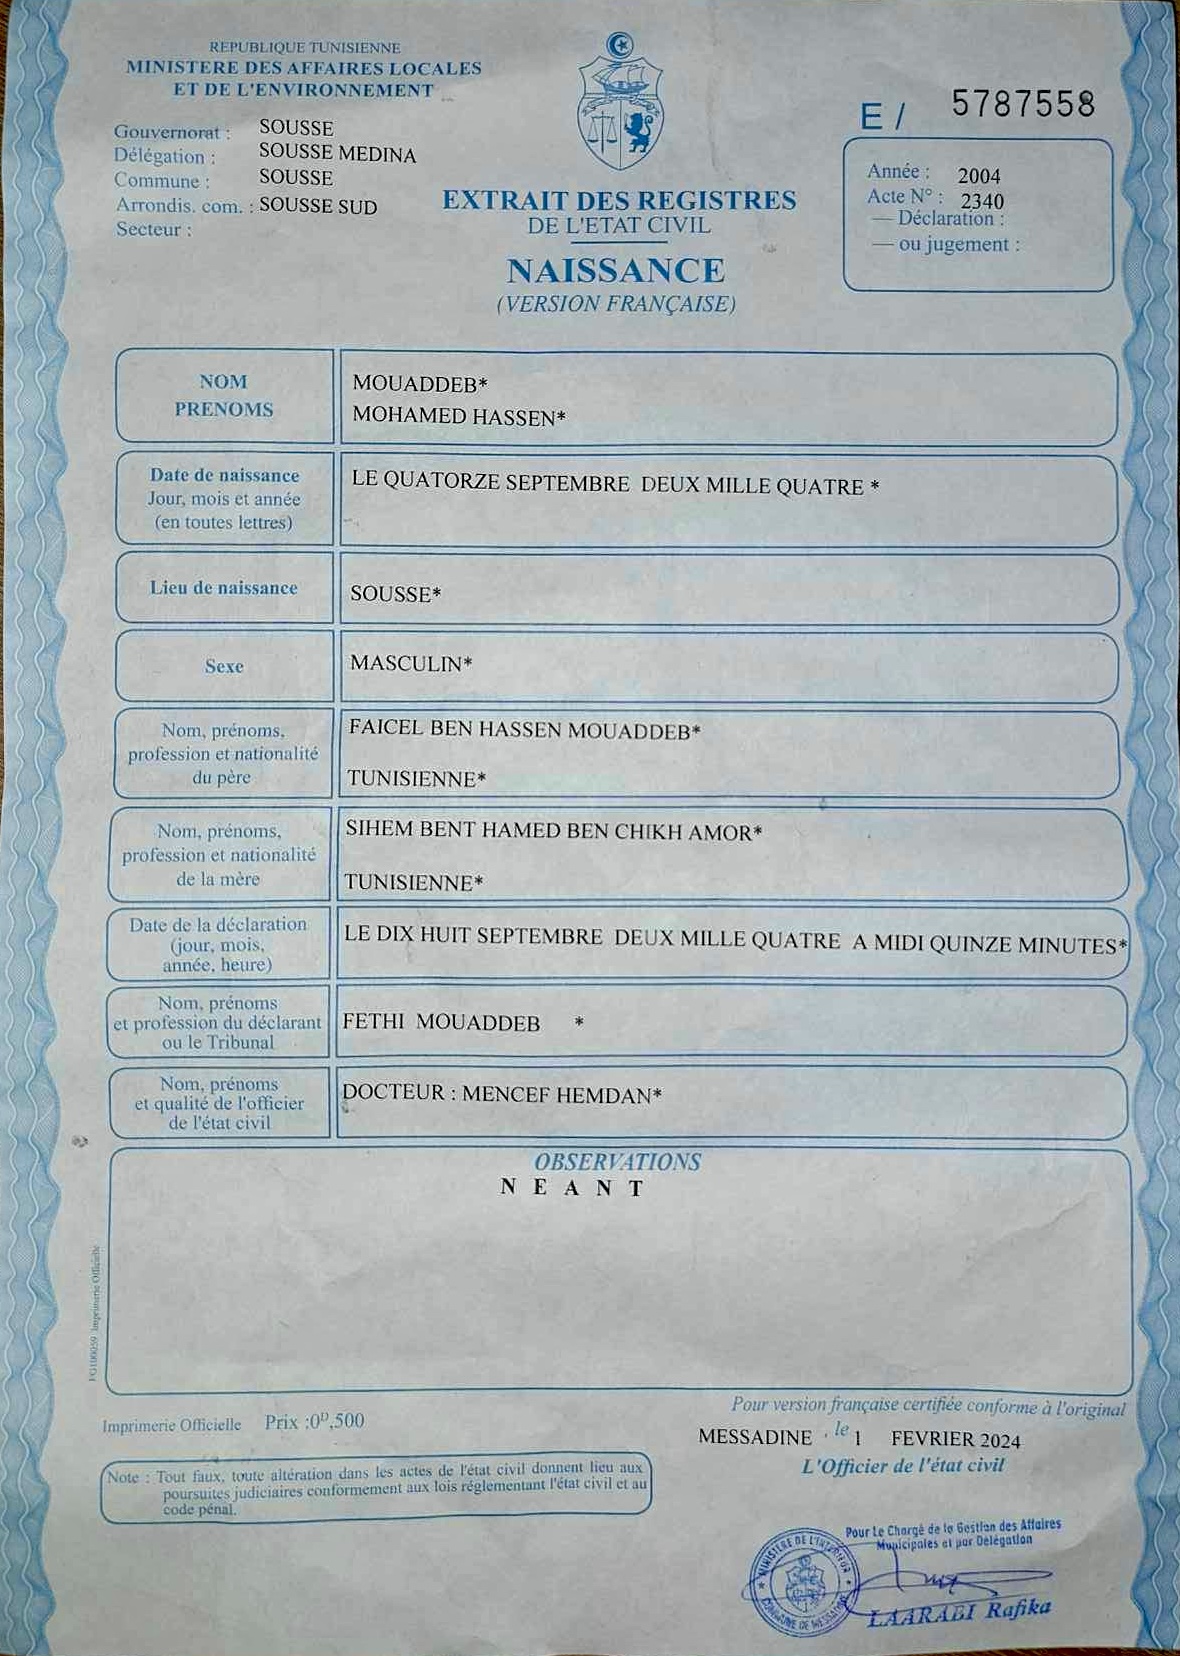 REPUBLIQUE TUNISIENNE
MINISTERE DES AFFAIRES LOCALES
ET DE L'ENVIRONNEMENT
Gouvernorat : SOUSSE
Délégation : SOUSSE MEDINA
Commune : SOUSSE
Arrondis. com. : SOUSSE SUD
Secteur :
E / 5787558
Année : 2004
Acte N° : 2340
— Déclaration :
— ou jugement :
EXTRAIT DES REGISTRES
DE L'ETAT CIVIL
NAISSANCE
(VERSION FRANÇAISE)
NOM
PRENOMS
MOUADDEB*
MOHAMED HASSEN*
Date de naissance
Jour, mois et année
(en toutes lettres)
LE QUATORZE SEPTEMBRE DEUX MILLE QUATRE *
Lieu de naissance
SOUSSE*
Sexe
MASCULIN*
Nom, prénoms,
profession et nationalité
du père
FAICEL BEN HASSEN MOUADDEB*
TUNISIENNE*
Nom, prénoms,
profession et nationalité
de la mère
SIHEM BENT HAMED BEN CHIKH AMOR*
TUNISIENNE*
Date de la déclaration
(jour, mois,
année, heure)
LE DIX HUIT SEPTEMBRE DEUX MILLE QUATRE A MIDI QUINZE MINUTES*
Nom, prénoms
et profession du déclarant
ou le Tribunal
FETHI MOUADDEB *
Nom, prénoms
et qualité de l'officier
de l'état civil
DOCTEUR : MENCEF HEMDAN*
OBSERVATIONS
N E A N T
Imprimerie Officielle
Imprimerie Officielle Prix :0ᴰ,500
Pour version française certifiée conforme à l'original
MESSADINE , le 1 FEVRIER 2024
L'Officier de l'état civil
Note : Tout faux, toute altération dans les actes de l'état civil donnent lieu aux
poursuites judiciaires conformement aux lois réglementant l'état civil et au
code pénal.
Pour Le Chargé de la Gestion des Affaires
Municipales et par Délégation
MINISTERE DE L'INTERIEUR
COMMUNE DE MESSADINE
LAARABI Rafika